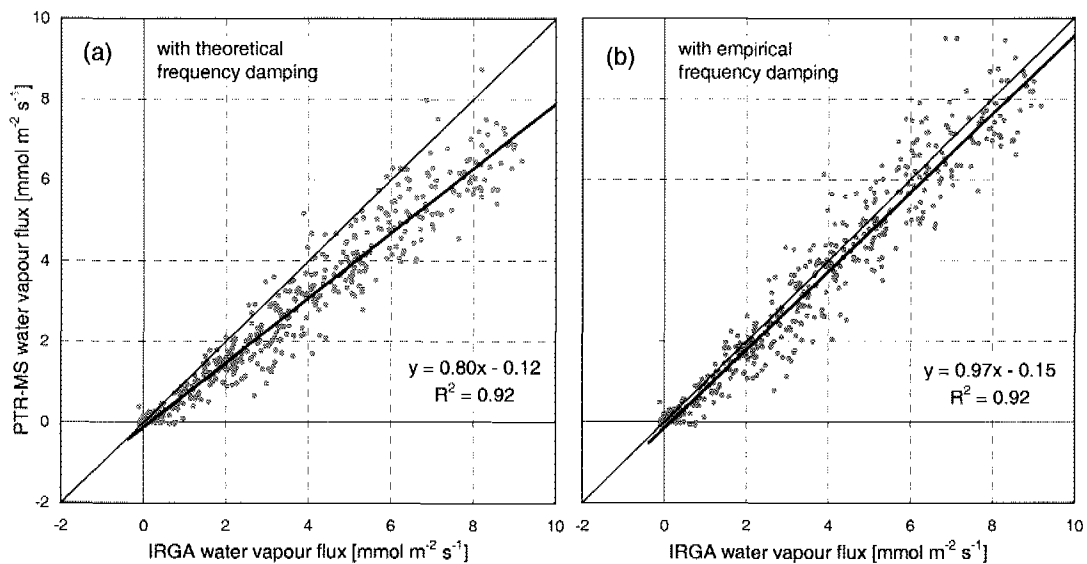 PTR-MS water vapour flux [mmol m⁻² s⁻¹]
10
8
6
4
2
0
-2
(a)
with theoretical
frequency damping
y = 0.80x - 0.12
R² = 0.92
-2 0 2 4 6 8 10
IRGA water vapour flux [mmol m⁻² s⁻¹]
(b)
with empirical
frequency damping
y = 0.97x - 0.15
R² = 0.92
-2 0 2 4 6 8 10
IRGA water vapour flux [mmol m⁻² s⁻¹]